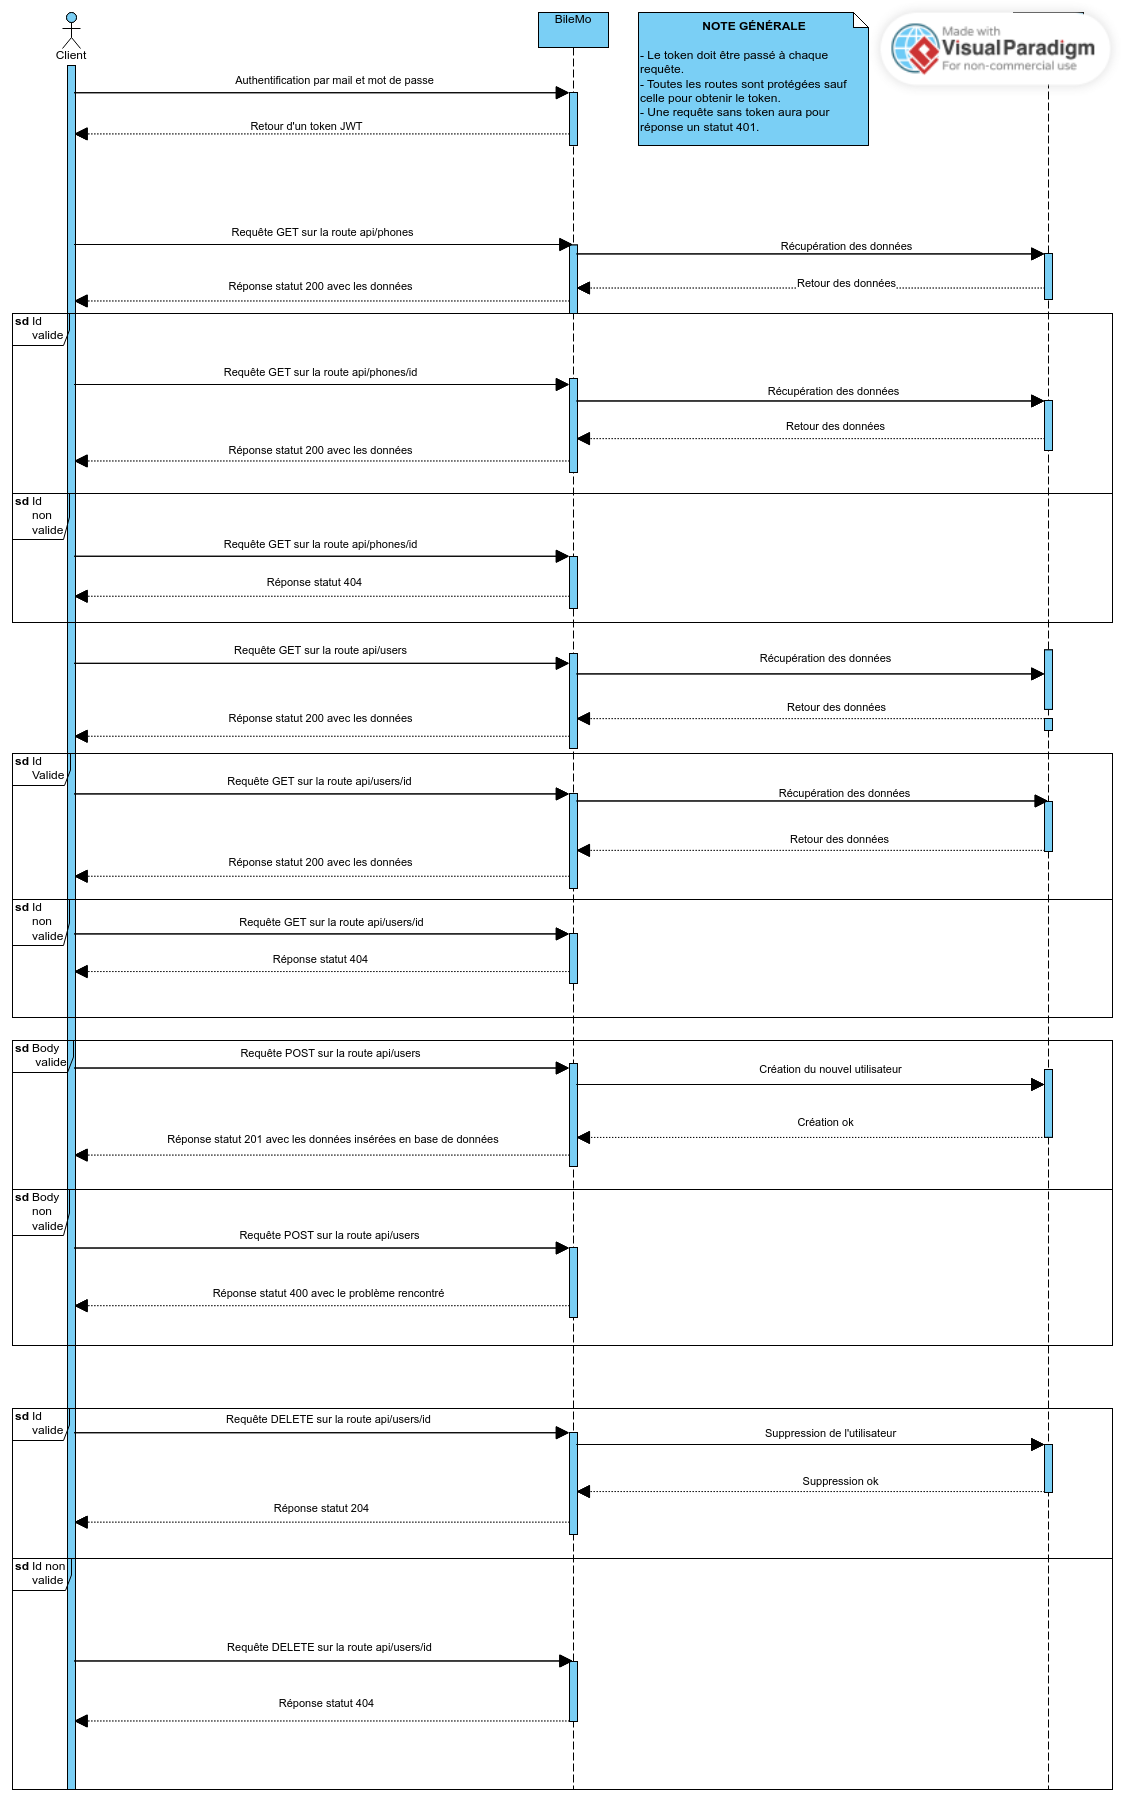 Client
BileMo
NOTE GÉNÉRALE
- Le token doit être passé à chaque
requête.
- Toutes les routes sont protégées sauf
celle pour obtenir le token.
- Une requête sans token aura pour
réponse un statut 401.
Made with
Visual Paradigm
For non-commercial use
Authentification par mail et mot de passe
Retour d'un token JWT
Requête GET sur la route api/phones
Récupération des données
Retour des données
Réponse statut 200 avec les données
sd Id
valide
Requête GET sur la route api/phones/id
Récupération des données
Retour des données
Réponse statut 200 avec les données
sd Id
non
valide
Requête GET sur la route api/phones/id
Réponse statut 404
Requête GET sur la route api/users
Récupération des données
Retour des données
Réponse statut 200 avec les données
sd Id
Valide
Requête GET sur la route api/users/id
Récupération des données
Retour des données
Réponse statut 200 avec les données
sd Id
non
valide
Requête GET sur la route api/users/id
Réponse statut 404
sd Body
valide
Requête POST sur la route api/users
Création du nouvel utilisateur
Création ok
Réponse statut 201 avec les données insérées en base de données
sd Body
non
valide
Requête POST sur la route api/users
Réponse statut 400 avec le problème rencontré
sd Id
valide
Requête DELETE sur la route api/users/id
Suppression de l'utilisateur
Suppression ok
Réponse statut 204
sd Id non
valide
Requête DELETE sur la route api/users/id
Réponse statut 404